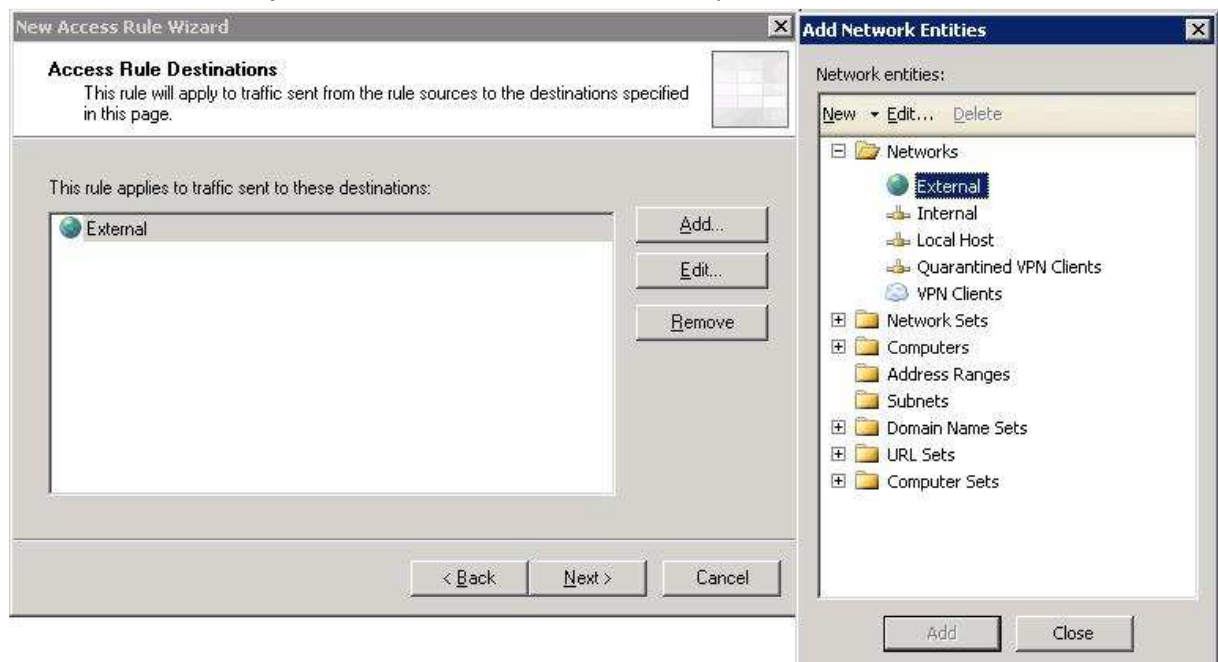 New Access Rule Wizard
Access Rule Destinations
This rule will apply to traffic sent from the rule sources to the destinations specified
in this page.
This rule applies to traffic sent to these destinations:
External
Add...
Edit...
Remove
< Back
Next >
Cancel
Add Network Entities
Network entities:
New Edit... Delete
Networks
External
Internal
Local Host
Quarantined VPN Clients
VPN Clients
Network Sets
Computers
Address Ranges
Subnets
Domain Name Sets
URL Sets
Computer Sets
Add
Close